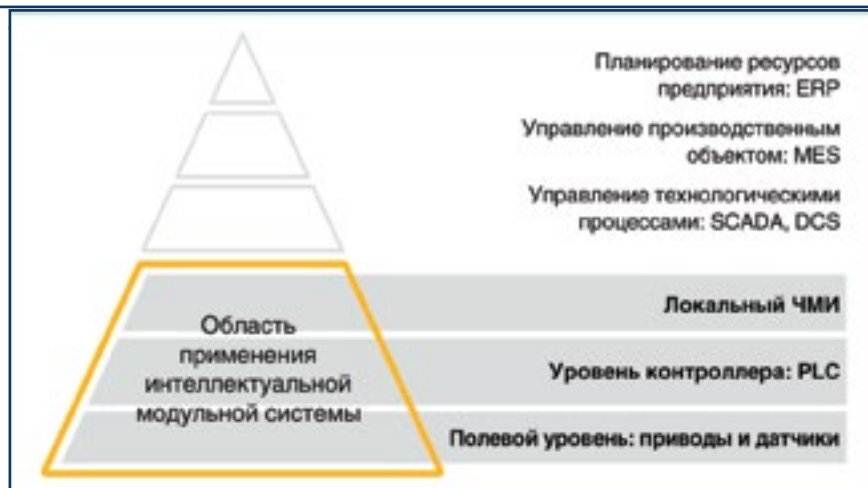 Планирование ресурсов
предприятия: ERP
Управление производственным
объектом: MES
Управление технологическими
процессами: SCADA, DCS
Локальный ЧМИ
Область
применения
интеллектуальной
модульной системы
Уровень контроллера: PLC
Полевой уровень: приводы и датчики